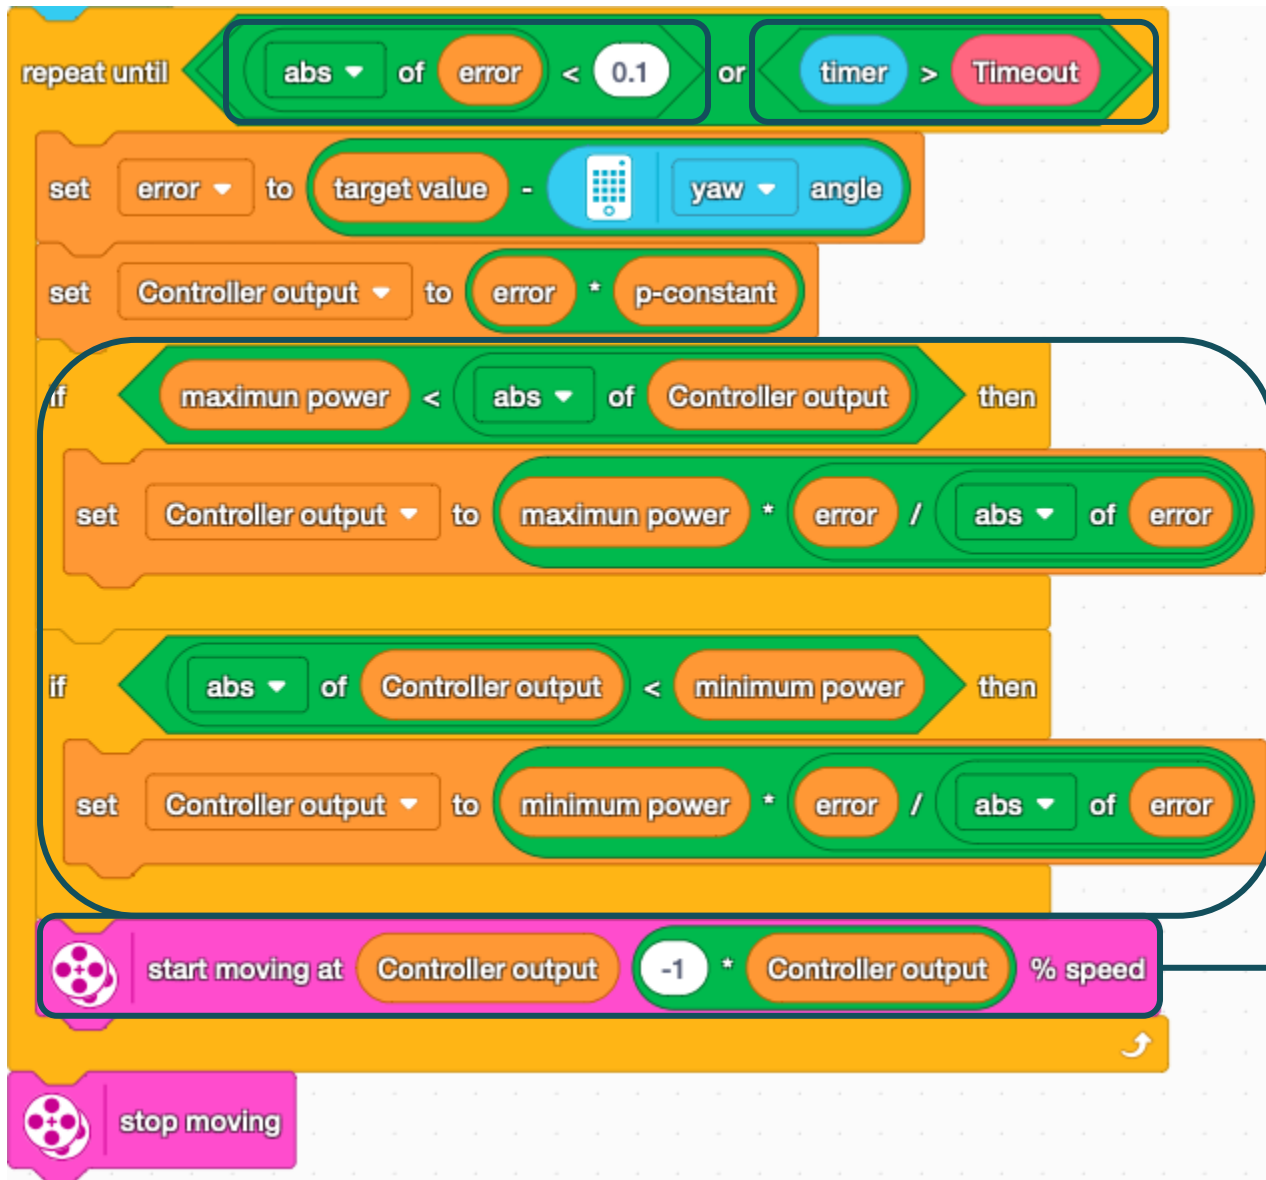 repeat until abs of error < 0.1 or timer > Timeout
set error to target value - yaw angle
set Controller output to error * p-constant
if maximun power < abs of Controller output then
set Controller output to maximun power * error / abs of error
if abs of Controller output < minimum power then
set Controller output to minimum power * error / abs of error
start moving at Controller output -1 * Controller output % speed
stop moving